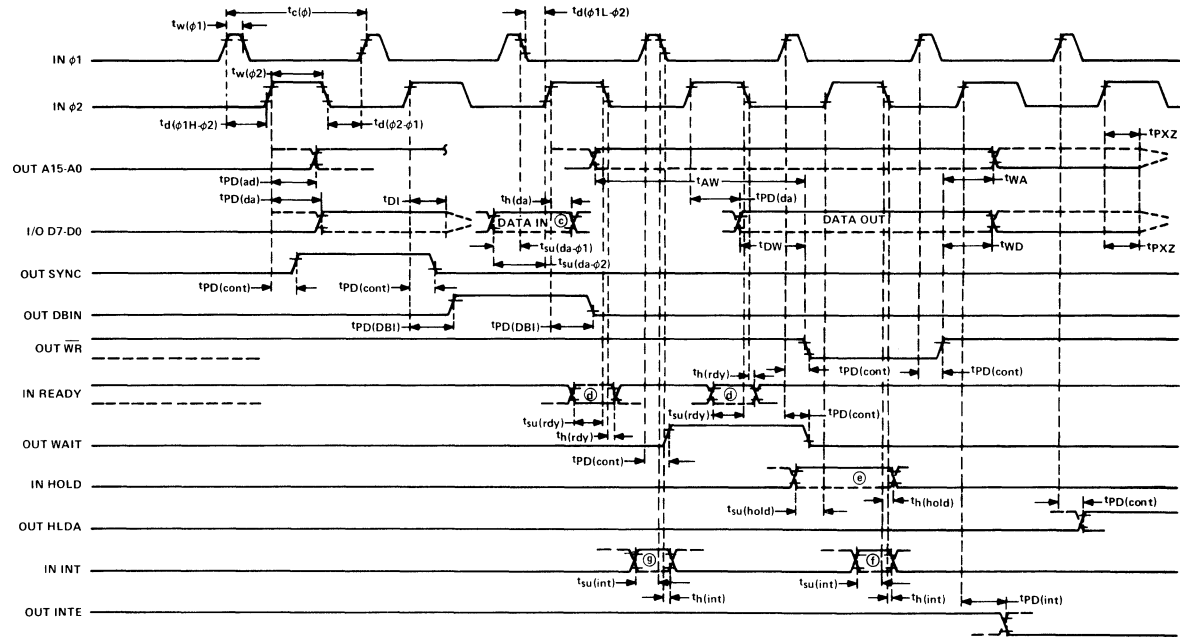 tc(ϕ)
td(ϕ1L-ϕ2)
tw(ϕ1)
IN ϕ1
tw(ϕ2)
IN ϕ2
td(ϕ1H-ϕ2)
td(ϕ2-ϕ1)
tPXZ
OUT A15-A0
tPD(ad)
tAW
tWA
tPD(da)
tDI
th(da)
tPD(da)
DATA IN ⓒ
DATA OUT
I/O D7-D0
tsu(da-ϕ1)
tDW
tWD
tPXZ
tsu(da-ϕ2)
OUT SYNC
tPD(cont)
tPD(cont)
OUT DBIN
tPD(DBI)
tPD(DBI)
OUT W̅R̅
th(rdy)
tPD(cont)
tPD(cont)
IN READY
ⓓ
ⓓ
tsu(rdy)
tsu(rdy)
tPD(cont)
th(rdy)
OUT WAIT
tPD(cont)
IN HOLD
ⓔ
th(hold)
tPD(cont)
tsu(hold)
OUT HLDA
IN INT
ⓖ
ⓕ
tsu(int)
tsu(int)
th(int)
th(int)
tPD(int)
OUT INTE